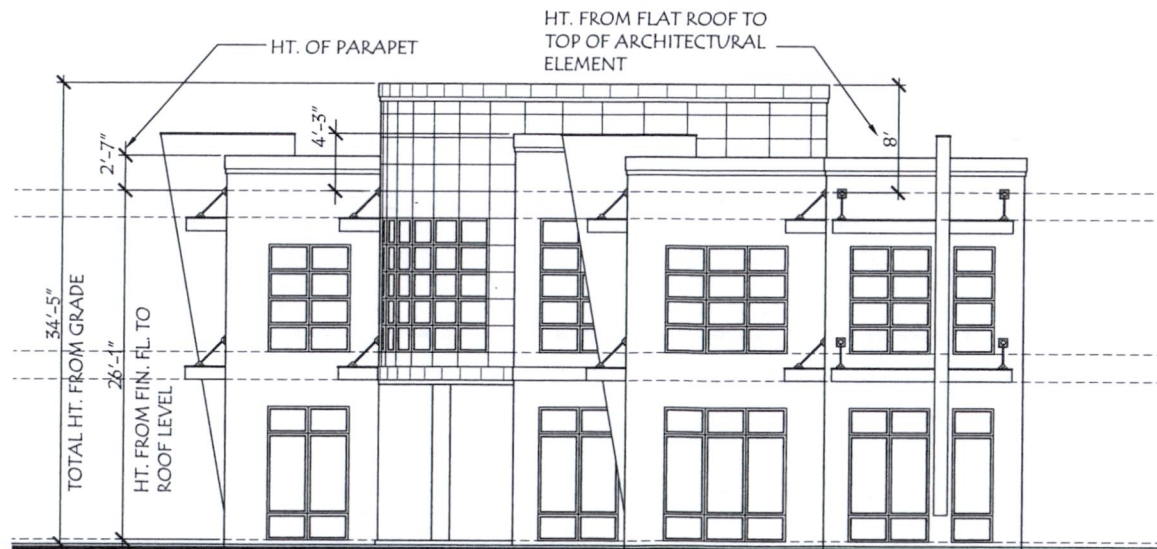 HT. OF PARAPET
HT. FROM FLAT ROOF TO
TOP OF ARCHITECTURAL
ELEMENT
2'-7"
4'-3"
8'
34'-5"
TOTAL HT. FROM GRADE
26'-1"
HT. FROM FIN. FL. TO
ROOF LEVEL